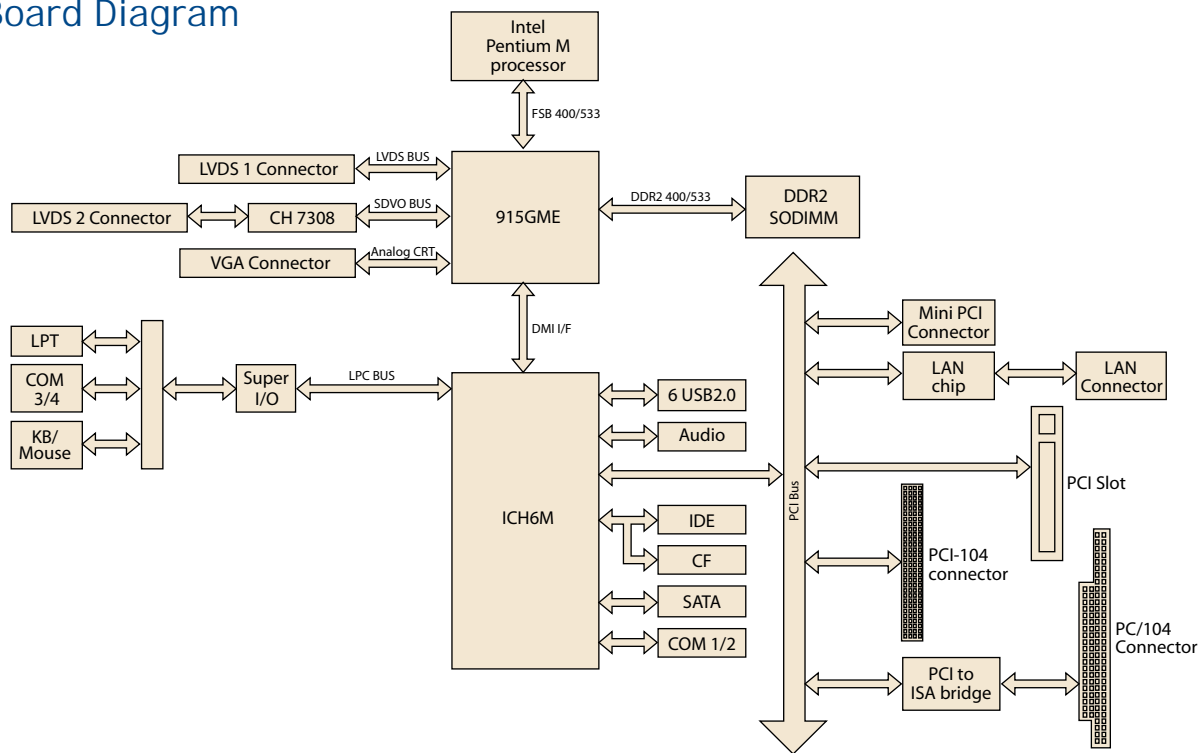 Board Diagram
Intel
Pentium M
processor
FSB 400/533
LVDS 1 Connector
LVDS BUS
LVDS 2 Connector
CH 7308
SDVO BUS
915GME
DDR2 400/533
DDR2
SODIMM
VGA Connector
Analog CRT
DMI I/F
LPT
COM
3/4
KB/
Mouse
Super
I/O
LPC BUS
ICH6M
6 USB2.0
Audio
IDE
CF
SATA
COM 1/2
PCI Bus
Mini PCI
Connector
LAN
chip
LAN
Connector
PCI Slot
PCI-104
connector
PC/104
Connector
PCI to
ISA bridge